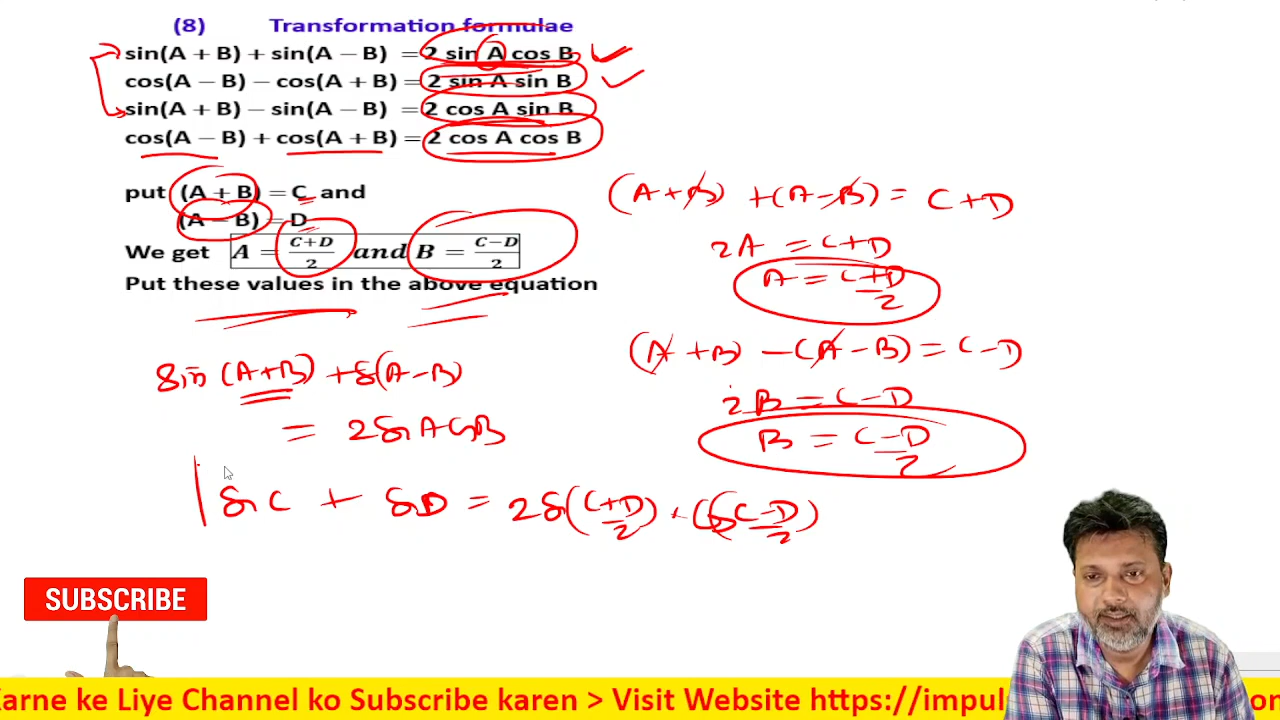 (8) Transformation formulae
sin(A + B) + sin(A − B) = 2 sin A cos B
cos(A − B) − cos(A + B) = 2 sin A sin B
sin(A + B) − sin(A − B) = 2 cos A sin B
cos(A − B) + cos(A + B) = 2 cos A cos B
put (A + B) = C and
(A − B) = D
We get A = C+D/2 and B = C−D/2
Put these values in the above equation
(A+B) + (A−B) = C+D
2A = C+D
A = C+D/2
(A+B) − (A−B) = C−D
2B = C−D
B = C−D/2
sin (A+B) + s(A−B)
= 2 sin A cos B
sin C + sin D = 2 s(C+D/2) . cos(C−D/2)
SUBSCRIBE
Karne ke Liye Channel ko Subscribe karen > Visit Website https://impul